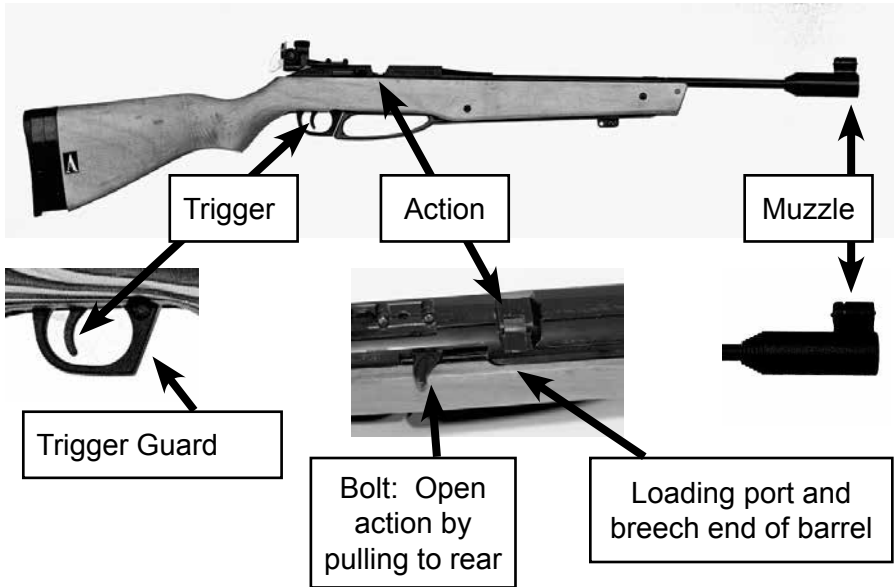 Trigger
Action
Muzzle
Trigger Guard
Bolt: Open
action by
pulling to rear
Loading port and
breech end of barrel